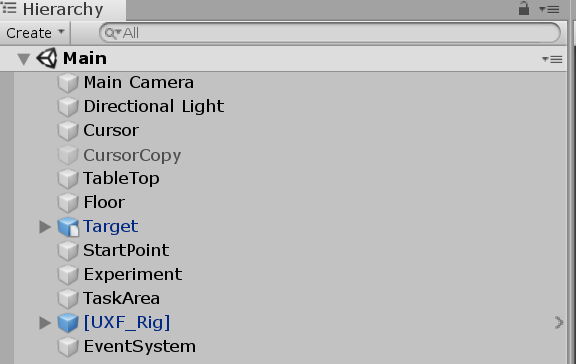 Hierarchy
Create All
Main
Main Camera
Directional Light
Cursor
CursorCopy
TableTop
Floor
Target
StartPoint
Experiment
TaskArea
[UXF_Rig]
EventSystem